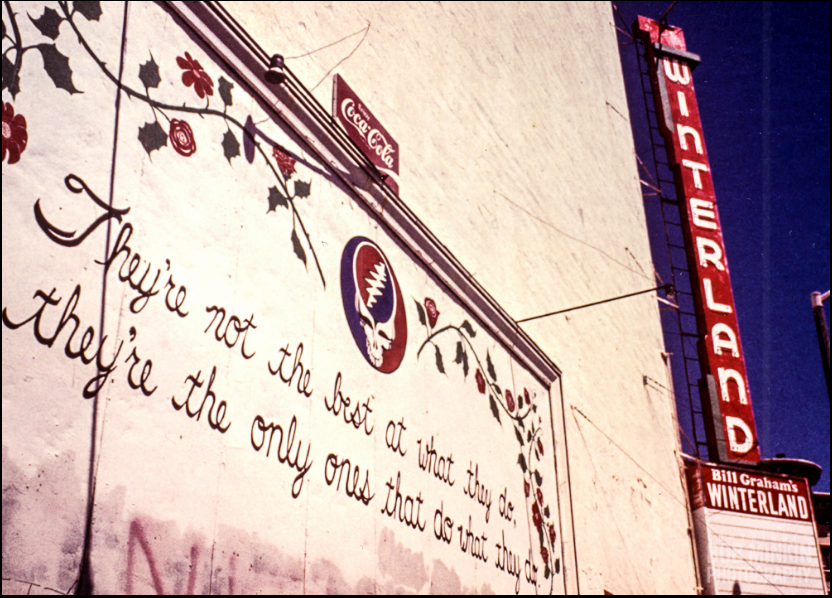 Coca-Cola
WINTERLAND
They're not the best at what they do,
they're the only ones that do what they do.
Bill Graham's
WINTERLAND